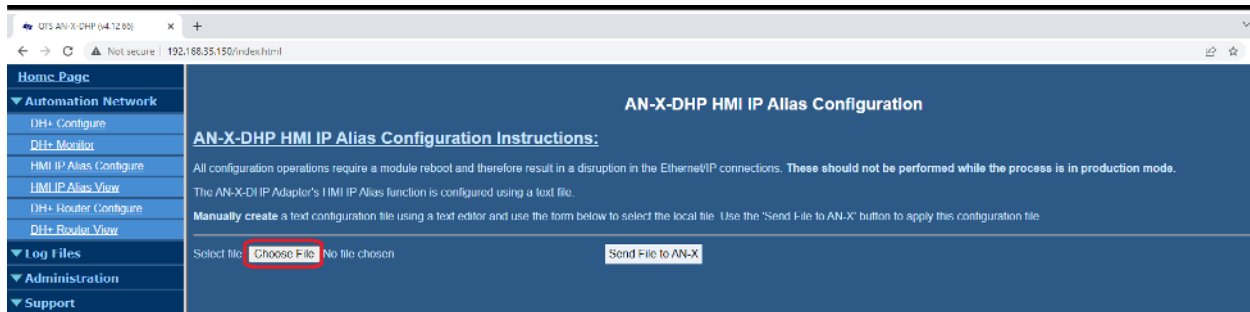 QTS AN-X-DHP (v4.12.65)
Not secure 192.168.35.150/index.html
Home Page
Automation Network
DH+ Configure
DH+ Monitor
HMI IP Alias Configure
HMI IP Alias View
DH+ Router Configure
DH+ Router View
Log Files
Administration
Support
AN-X-DHP HMI IP Alias Configuration
AN-X-DHP HMI IP Alias Configuration Instructions:
All configuration operations require a module reboot and therefore result in a disruption in the Ethernet/IP connections. These should not be performed while the process is in production mode.
The AN-X-DHP Adapter's HMI IP Alias function is configured using a text file.
Manually create a text configuration file using a text editor and use the form below to select the local file. Use the 'Send File to AN-X' button to apply this configuration file
Select file Choose File No file chosen Send File to AN-X